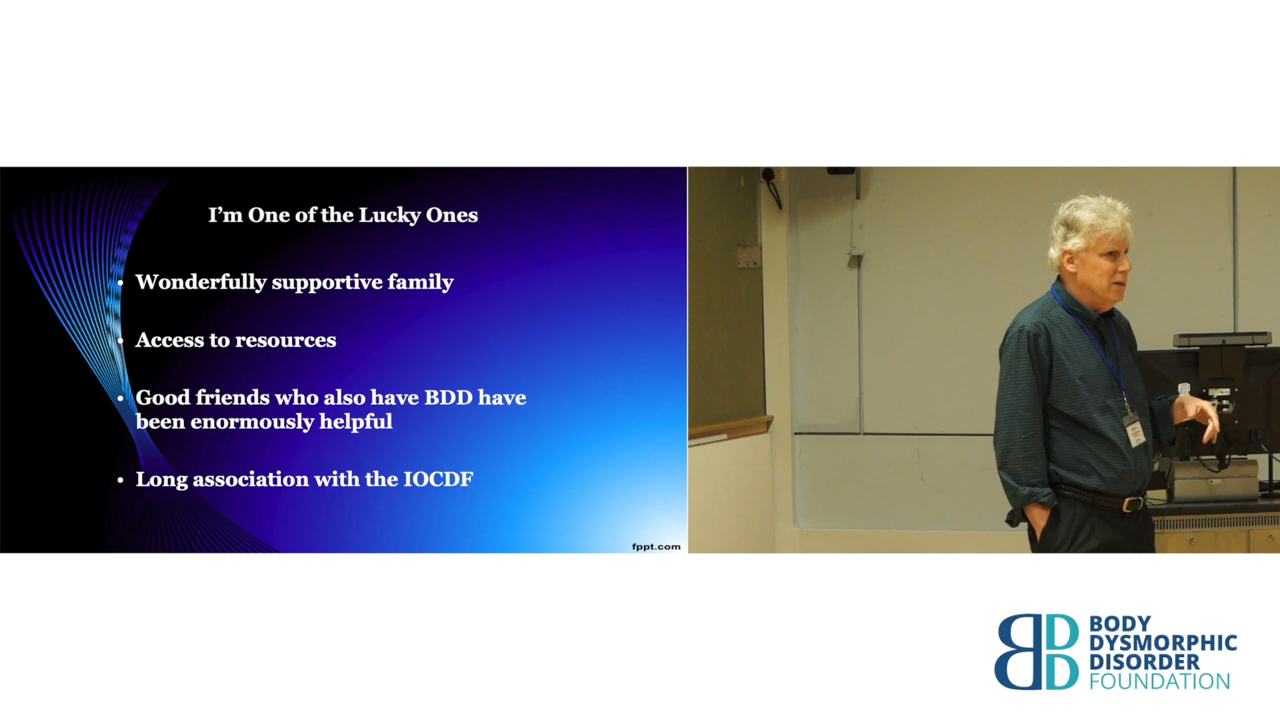 I'm One of the Lucky Ones
• Wonderfully supportive family
• Access to resources
• Good friends who also have BDD have
been enormously helpful
• Long association with the IOCDF
fppt.com
BODY
DYSMORPHIC
DISORDER
FOUNDATION